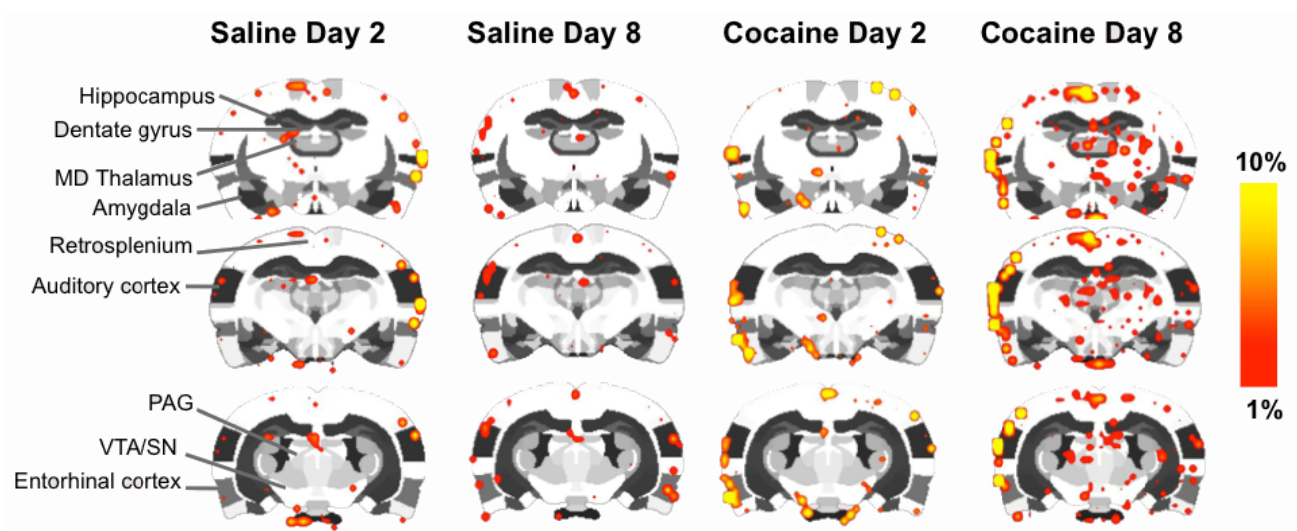 Saline Day 2 Saline Day 8 Cocaine Day 2 Cocaine Day 8
Hippocampus
Dentate gyrus
MD Thalamus
Amygdala
Retrosplenium
Auditory cortex
PAG
VTA/SN
Entorhinal cortex
10%
1%